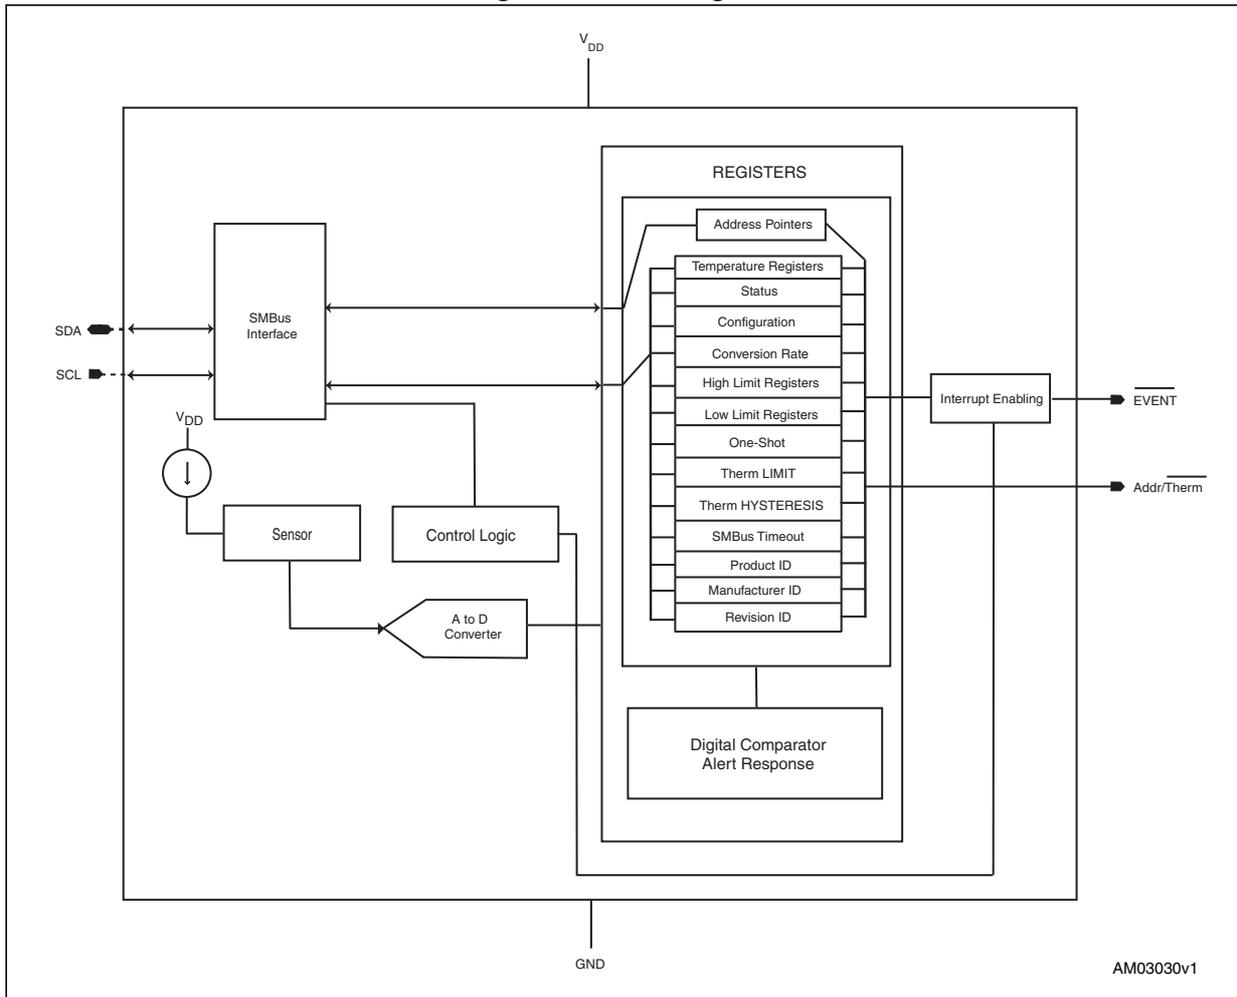 V
DD
REGISTERS
Address Pointers
Temperature Registers
Status
Configuration
Conversion Rate
High Limit Registers
Low Limit Registers
One-Shot
Therm LIMIT
Therm HYSTERESIS
SMBus Timeout
Product ID
Manufacturer ID
Revision ID
SMBus
Interface
SDA
SCL
V
DD
Sensor
Control Logic
A to D
Converter
Interrupt Enabling
EVENT
Addr/Therm
Digital Comparator
Alert Response
GND
AM03030v1